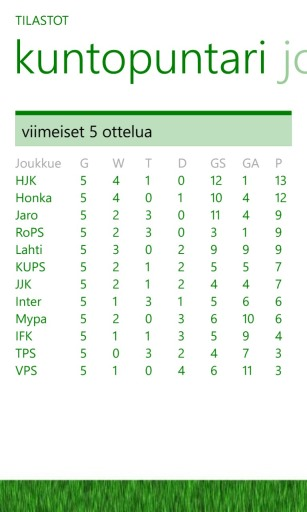 TILASTOT
kuntopuntari jo
viimeiset 5 ottelua
Joukkue G W T D GS GA P
HJK 5 4 1 0 12 1 13
Honka 5 4 0 1 10 4 12
Jaro 5 2 3 0 11 4 9
RoPS 5 2 3 0 3 1 9
Lahti 5 3 0 2 9 9 9
KUPS 5 2 1 2 5 5 7
JJK 5 2 1 2 4 4 7
Inter 5 1 3 1 5 6 6
Mypa 5 2 0 3 6 10 6
IFK 5 1 1 3 5 9 4
TPS 5 0 3 2 4 7 3
VPS 5 1 0 4 6 11 3